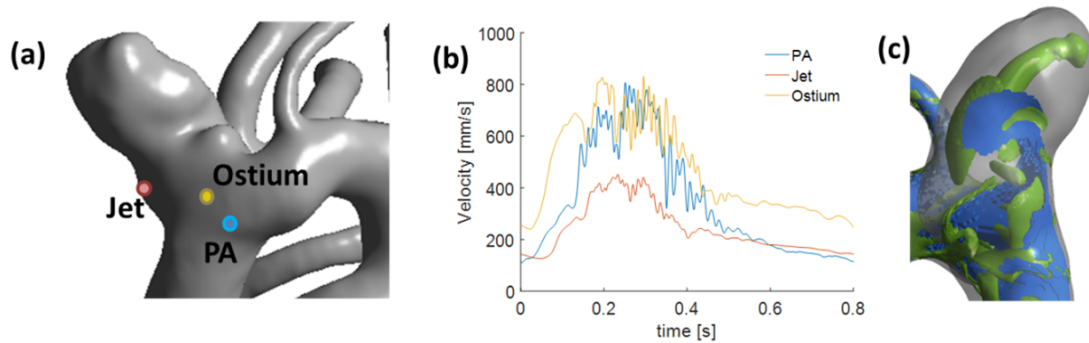 (a)
Jet
Ostium
PA
(b)
Velocity [mm/s]
1000
800
600
400
200
0
0
0.2
0.4
0.6
0.8
time [s]
PA
Jet
Ostium
(c)